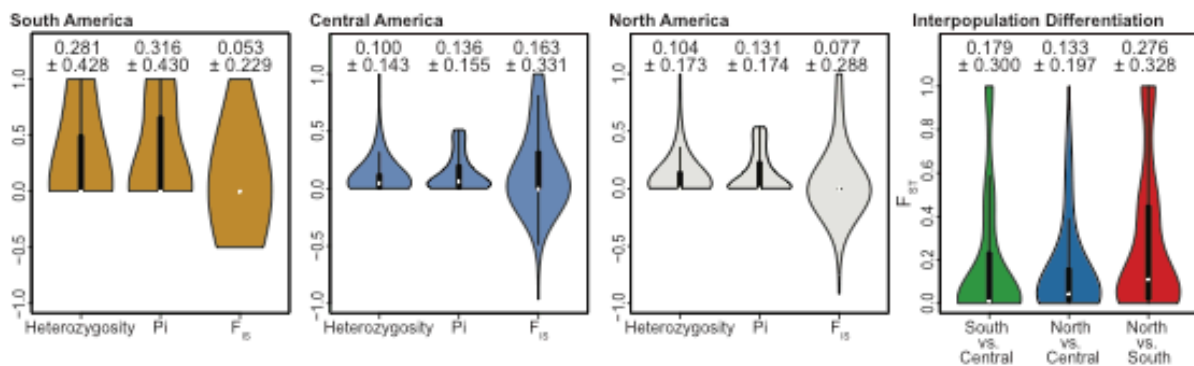 South America
0.281 0.316 0.053
± 0.428 ± 0.430 ± 0.229
1.0
0.5
0.0
−0.5
−1.0
Heterozygosity Pi FIS
Central America
0.100 0.136 0.163
± 0.143 ± 0.155 ± 0.331
1.0
0.5
0.0
−0.5
−1.0
Heterozygosity Pi FIS
North America
0.104 0.131 0.077
± 0.173 ± 0.174 ± 0.288
1.0
0.5
0.0
−0.5
−1.0
Heterozygosity Pi FIS
Interpopulation Differentiation
0.179 0.133 0.276
± 0.300 ± 0.197 ± 0.328
FST
1.0
0.8
0.6
0.4
0.2
0.0
South North North
vs. vs. vs.
Central Central South